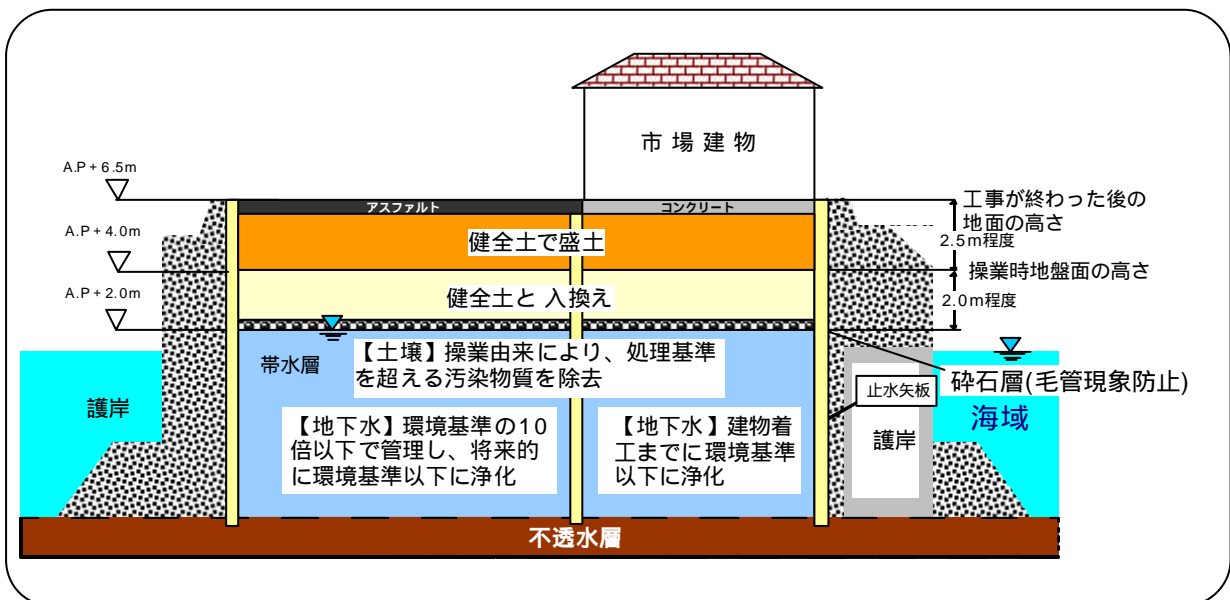 市場建物
A.P+6.5m
アスファルト
コンクリート
工事が終わった後の
地面の高さ
2.5m程度
A.P+4.0m
健全土で盛土
操業時地盤面の高さ
A.P+2.0m
健全土と 入換え
2.0m程度
帯水層
【土壌】操業由来により、処理基準
を超える汚染物質を除去
砕石層(毛管現象防止)
止水矢板
護岸
海域
【地下水】環境基準の10
倍以下で管理し、将来的
に環境基準以下に浄化
【地下水】建物着
工までに環境基準
以下に浄化
護岸
不透水層